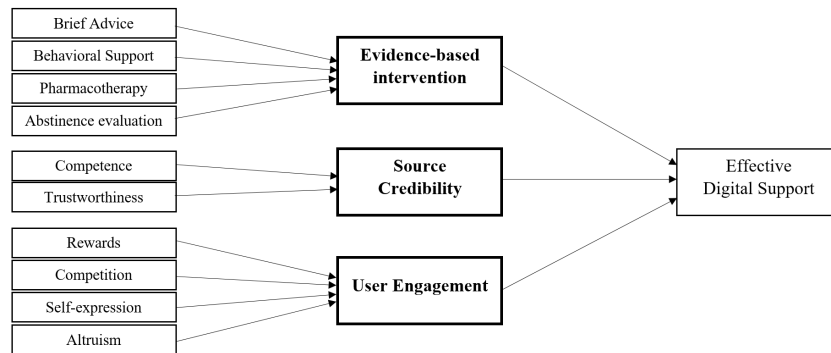 Brief Advice
Behavioral Support
Pharmacotherapy
Abstinence evaluation
Evidence-based
intervention
Competence
Trustworthiness
Source
Credibility
Rewards
Competition
Self-expression
Altruism
User Engagement
Effective
Digital Support